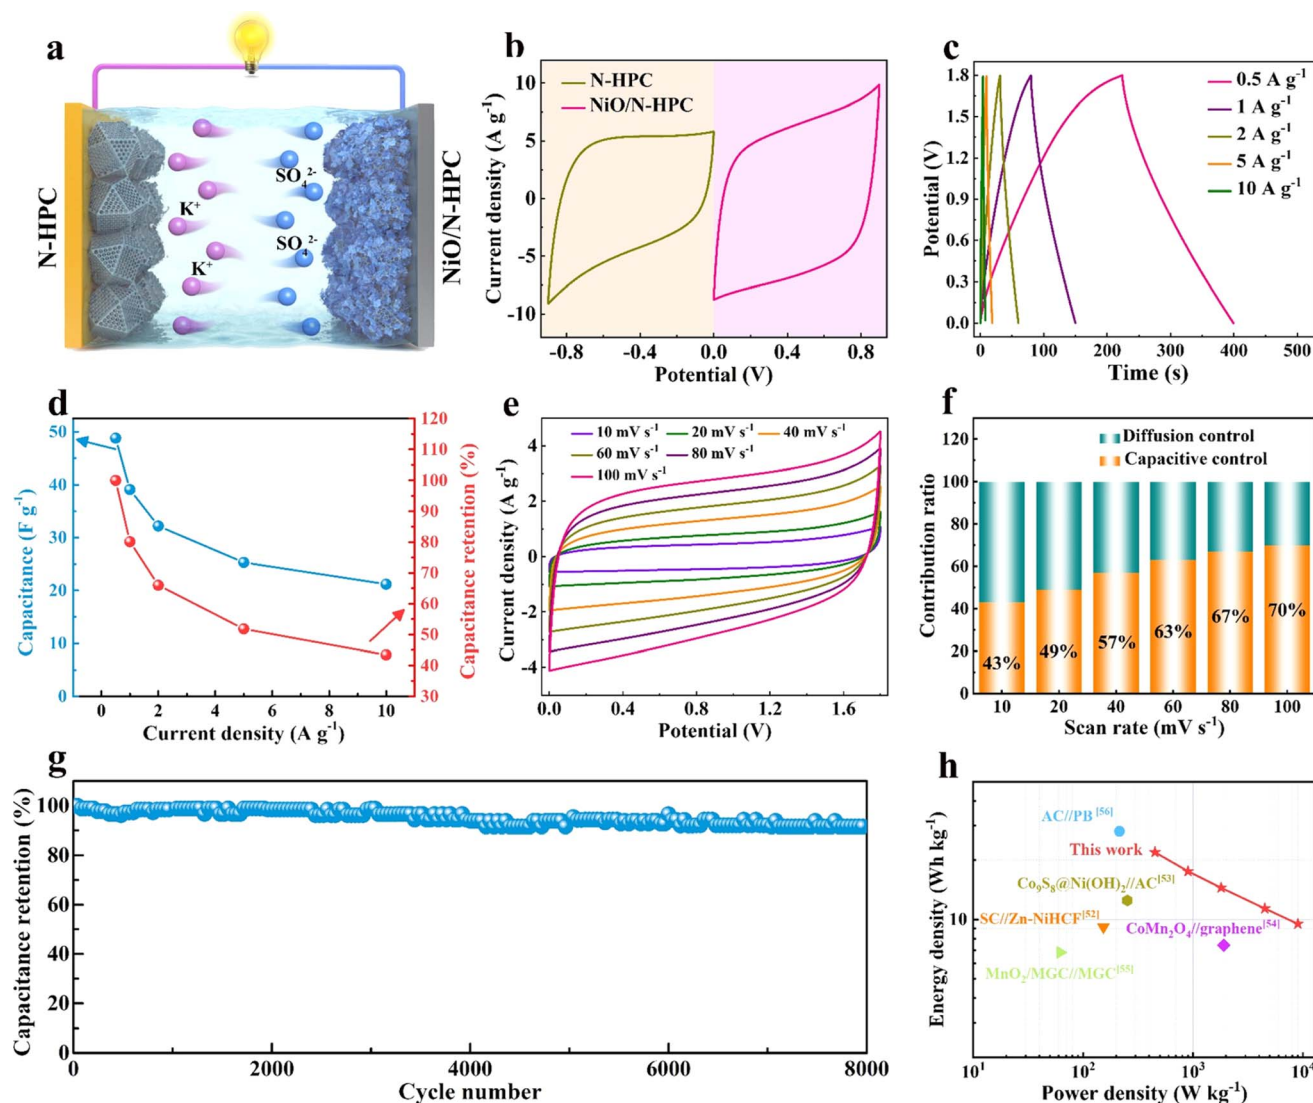 a
N-HPC
K⁺
K⁺
SO₄²⁻
SO₄²⁻
NiO/N-HPC
b
N-HPC
NiO/N-HPC
Current density (A g⁻¹)
10
5
0
-5
-10
-0.8
-0.4
0.0
0.4
0.8
Potential (V)
c
0.5 A g⁻¹
1 A g⁻¹
2 A g⁻¹
5 A g⁻¹
10 A g⁻¹
Potential (V)
1.8
1.5
1.2
0.9
0.6
0.3
0.0
0
100
200
300
400
500
Time (s)
d
Capacitance (F g⁻¹)
50
40
30
20
10
0
0
2
4
6
8
10
Current density (A g⁻¹)
120
110
100
90
80
70
60
50
40
30
Capacitance retention (%)
e
10 mV s⁻¹ 20 mV s⁻¹ 40 mV s⁻¹
60 mV s⁻¹ 80 mV s⁻¹
100 mV s⁻¹
Current density (A g⁻¹)
4
2
0
-2
-4
0.0
0.4
0.8
1.2
1.6
Potential (V)
f
Diffusion control
Capacitive control
Contribution ratio
120
100
80
60
40
20
0
43%
49%
57%
63%
67%
70%
10
20
40
60
80
100
Scan rate (mV s⁻¹)
g
Capacitance retention (%)
100
80
60
40
20
0
0
2000
4000
6000
8000
Cycle number
h
Energy density (Wh kg⁻¹)
10
AC//PB [56]
This work
Co₉S₈@Ni(OH)₂//AC[53]
SC//Zn-NiHCF[52]
CoMn₂O₄//graphene[54]
MnO₂/MGC//MGC[55]
10¹
10²
10³
10⁴
Power density (W kg⁻¹)